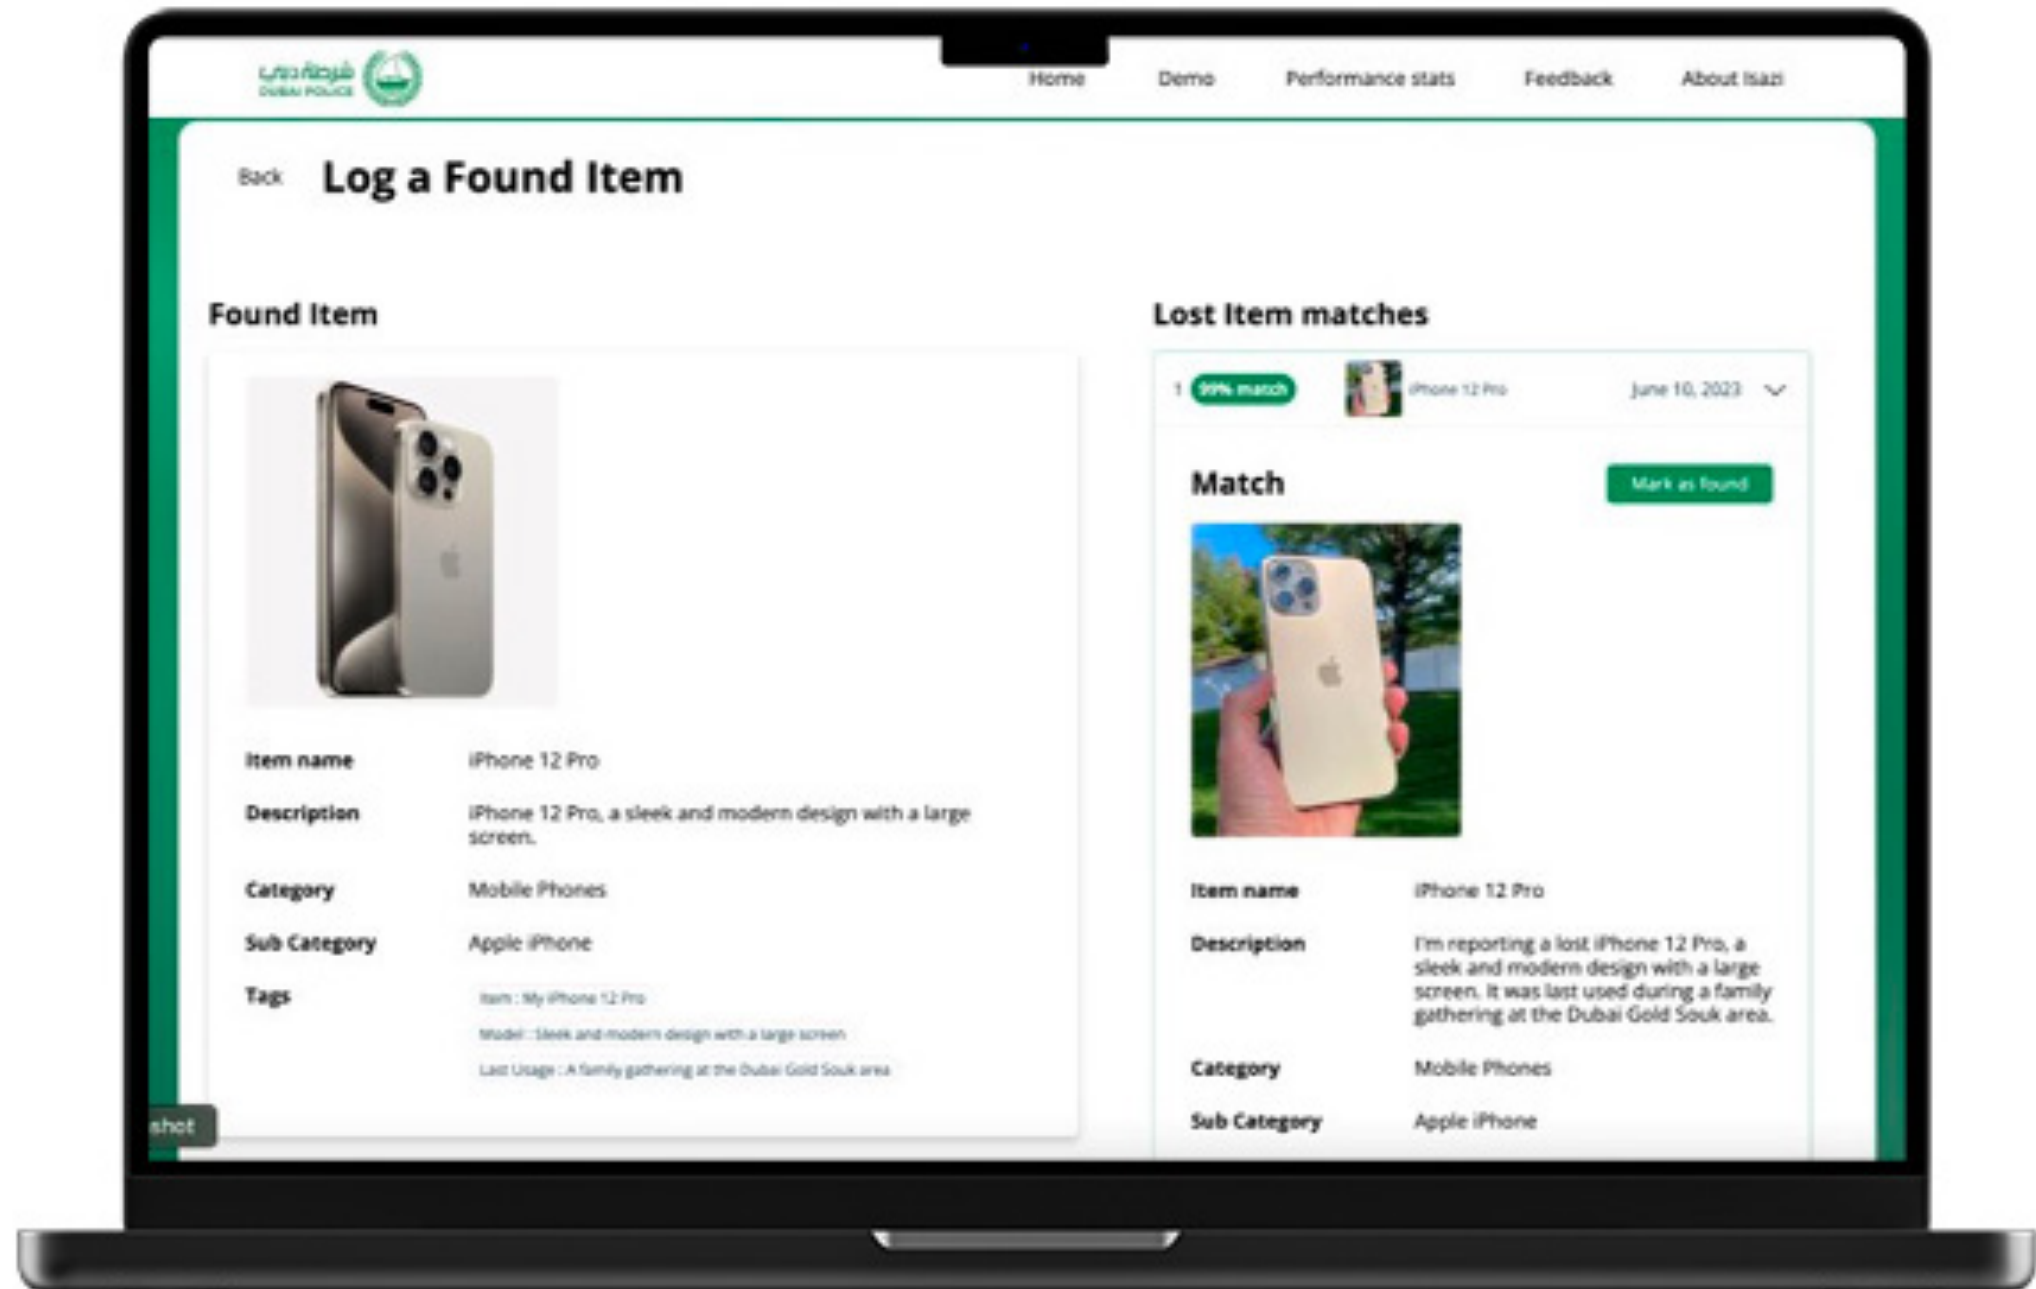 شرطة دبي
DUBAI POLICE
Home
Demo
Performance stats
Feedback
About Isazi
Back
Log a Found Item
Found Item
Item name
iPhone 12 Pro
Description
iPhone 12 Pro, a sleek and modern design with a large
screen.
Category
Mobile Phones
Sub Category
Apple iPhone
Tags
Item : My iPhone 12 Pro
Model : Sleek and modern design with a large screen
Last Usage : A family gathering at the Dubai Gold Souk area
shot
Lost Item matches
1
99% match
iPhone 12 Pro
June 10, 2023
Match
Mark as found
Item name
iPhone 12 Pro
Description
I'm reporting a lost iPhone 12 Pro, a
sleek and modern design with a large
screen. It was last used during a family
gathering at the Dubai Gold Souk area.
Category
Mobile Phones
Sub Category
Apple iPhone